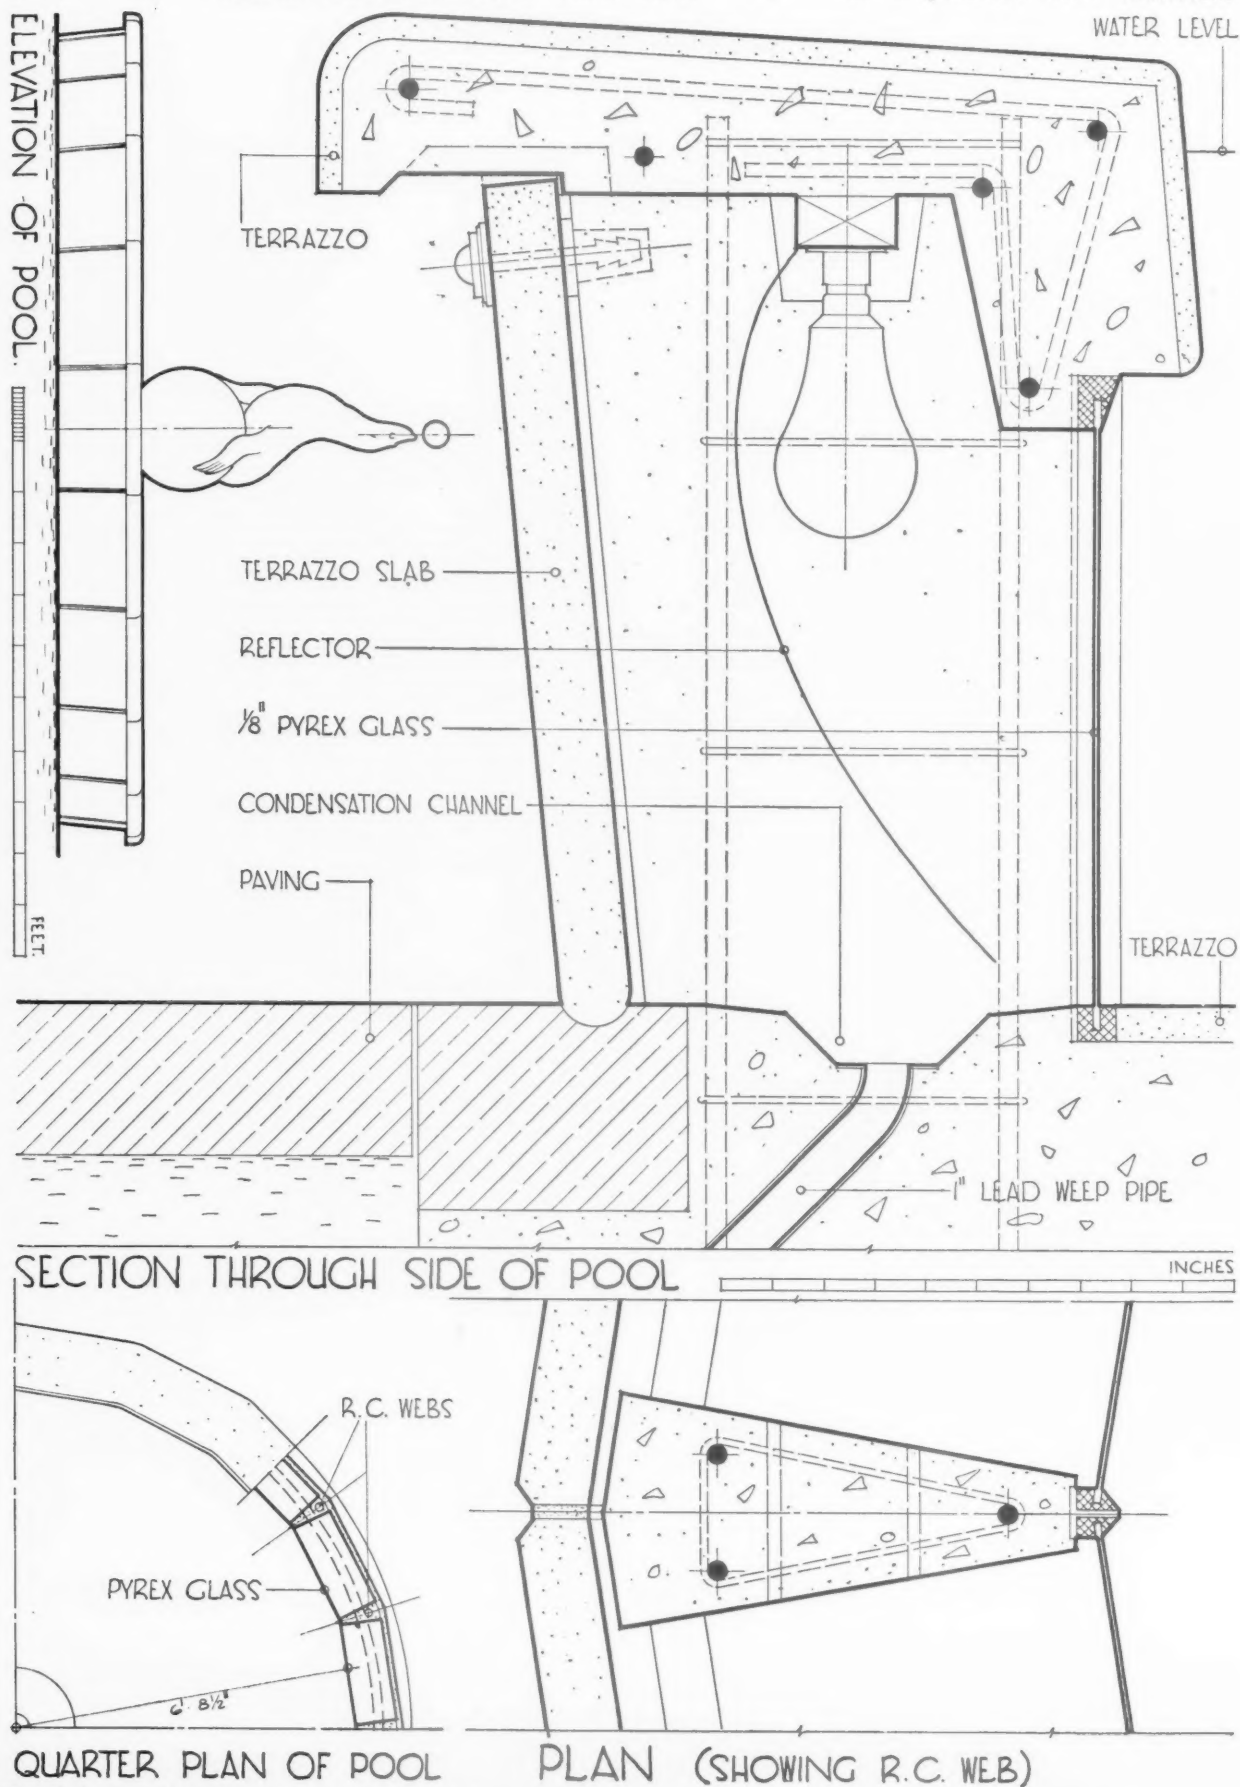 ELEVATION OF POOL.
FEET.
WATER LEVEL
TERRAZZO
TERRAZZO SLAB
REFLECTOR
1/8" PYREX GLASS
CONDENSATION CHANNEL
PAVING
TERRAZZO
1" LEAD WEEP PIPE
SECTION THROUGH SIDE OF POOL
INCHES
R.C. WEBS
PYREX GLASS
6' 8½"
QUARTER PLAN OF POOL
PLAN (SHOWING R.C. WEB)